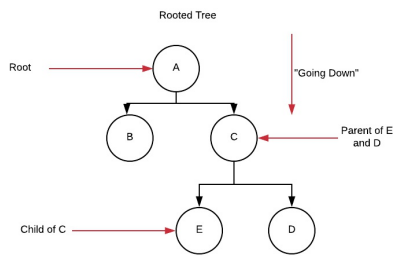 Rooted Tree
Root
A
"Going Down"
B
C
Parent of E
and D
Child of C
E
D